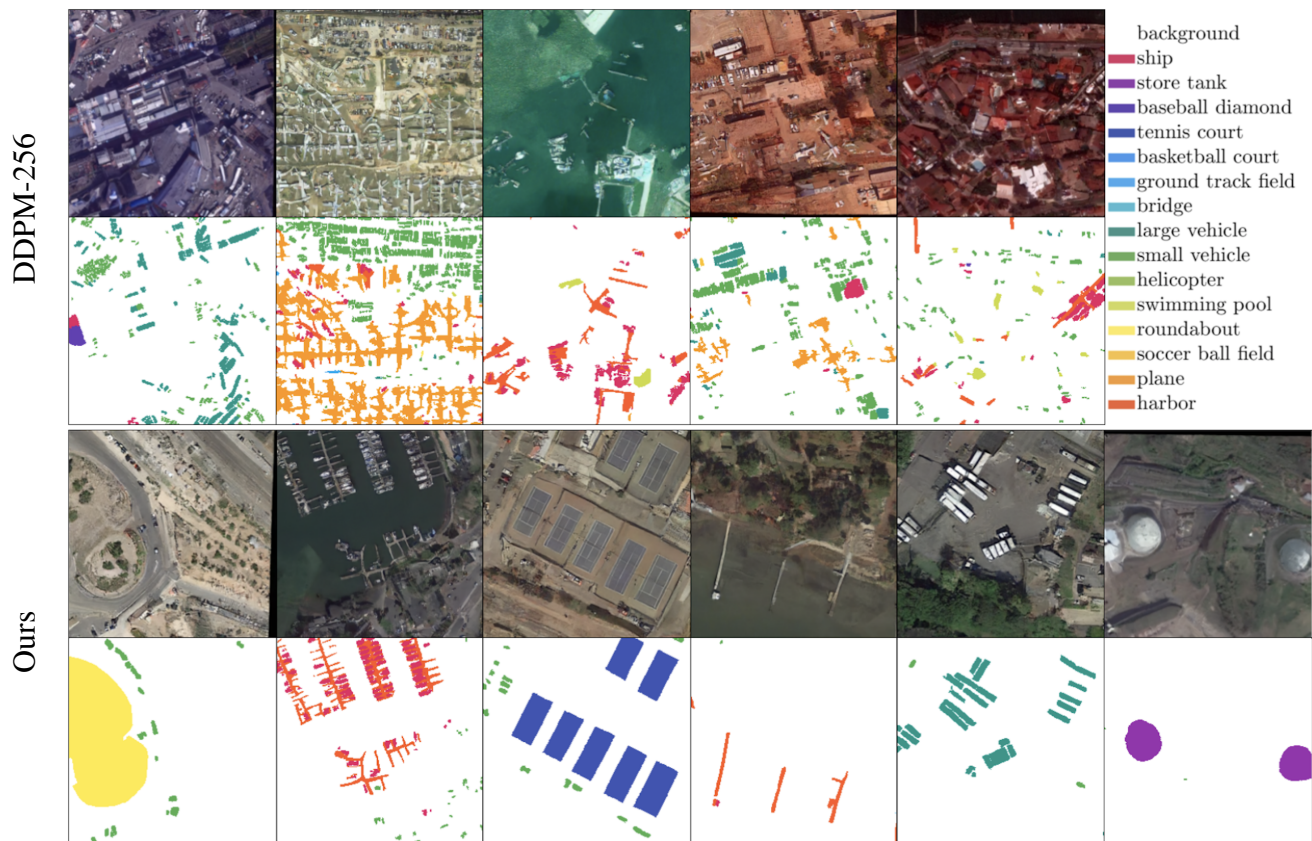 DDPM-256
background
ship
store tank
baseball diamond
tennis court
basketball court
ground track field
bridge
large vehicle
small vehicle
helicopter
swimming pool
roundabout
soccer ball field
plane
harbor
Ours